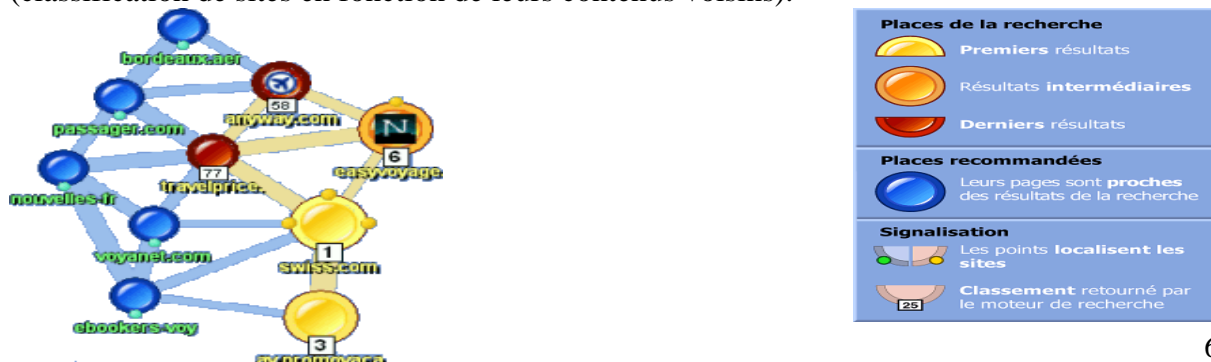 (classification de sites en fonction de leurs contenus voisins).
bordeaux.aer
58
anyway.com
passager.com
N
6
easyvoyage
77
travelprice.
nouvelles-fr
voyanet.com
1
swiss.com
ebookers-voy
3
Places de la recherche
Premiers résultats
Résultats intermédiaires
Derniers résultats
Places recommandées
Leurs pages sont proches
des résultats de la recherche
Signalisation
Les points localisent les
sites
Classement retourné par
25
le moteur de recherche